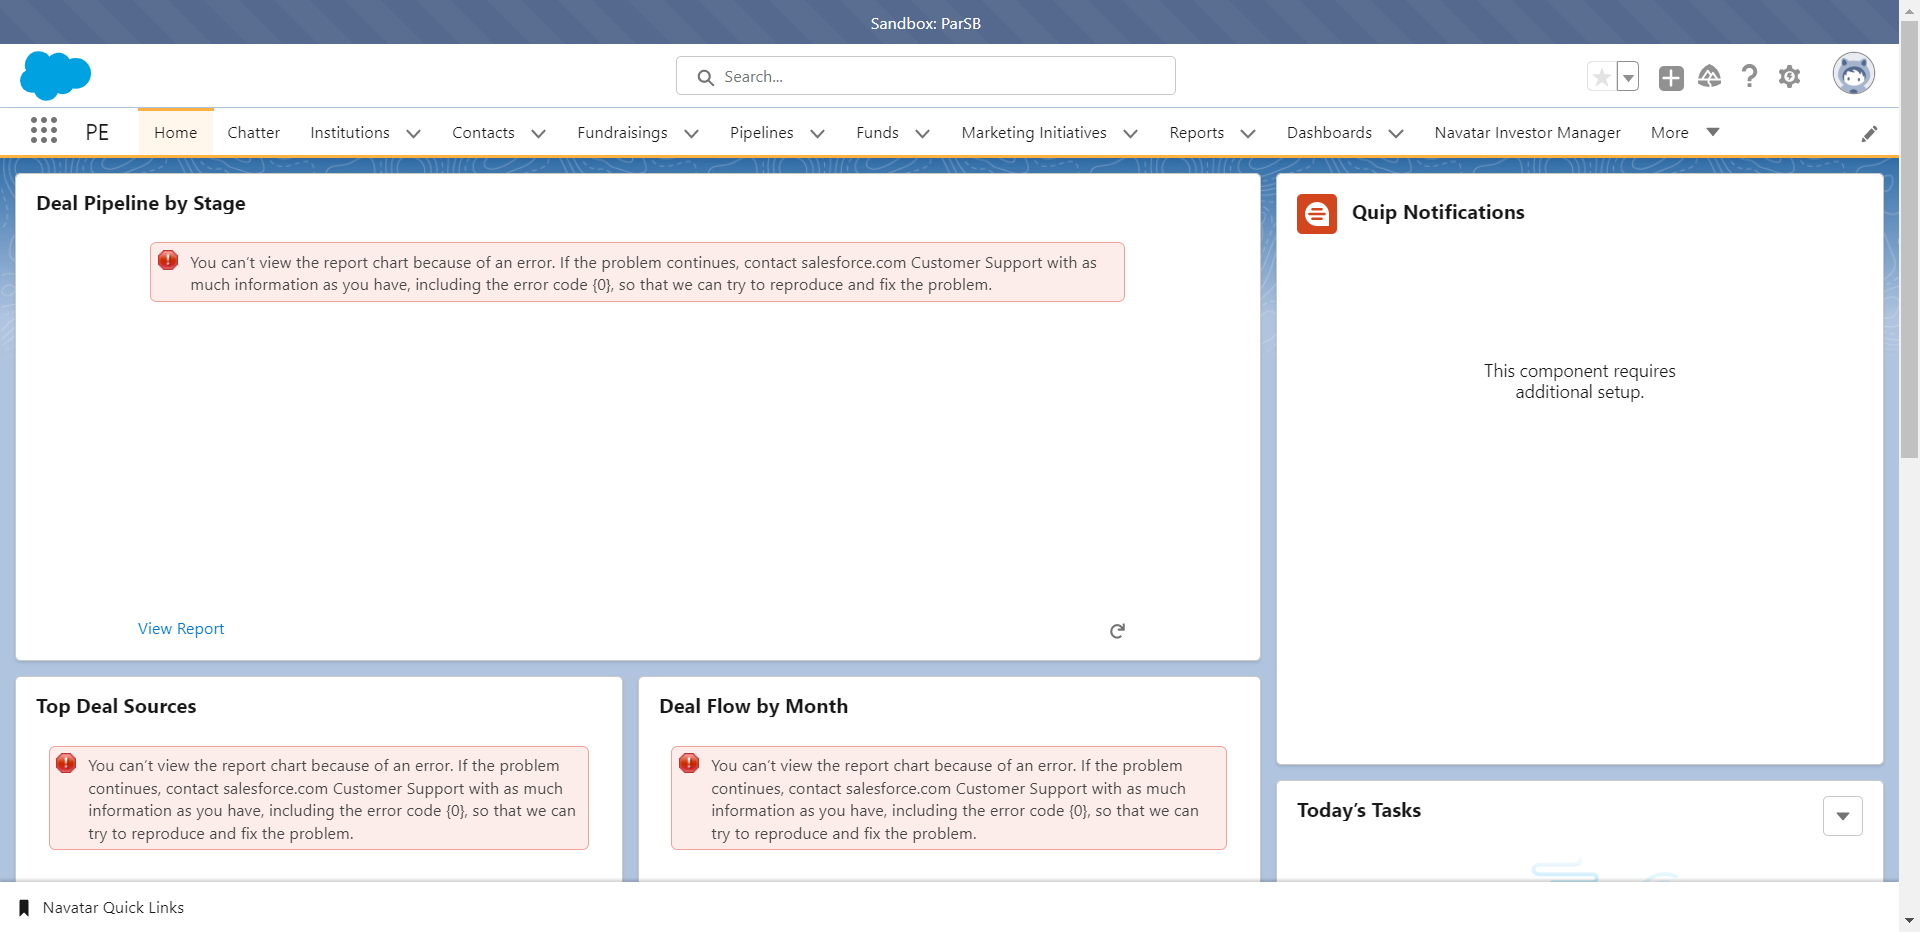 Sandbox: ParSB
Search...
PE
Home
Chatter
Institutions
Contacts
Fundraisings
Pipelines
Funds
Marketing Initiatives
Reports
Dashboards
Navatar Investor Manager
More
Deal Pipeline by Stage
You can't view the report chart because of an error. If the problem continues, contact salesforce.com Customer Support with as
much information as you have, including the error code {0}, so that we can try to reproduce and fix the problem.
View Report
Quip Notifications
This component requires
additional setup.
Top Deal Sources
You can't view the report chart because of an error. If the problem
continues, contact salesforce.com Customer Support with as much
information as you have, including the error code {0}, so that we can
try to reproduce and fix the problem.
Deal Flow by Month
You can't view the report chart because of an error. If the problem
continues, contact salesforce.com Customer Support with as much
information as you have, including the error code {0}, so that we can
try to reproduce and fix the problem.
Today's Tasks
Navatar Quick Links